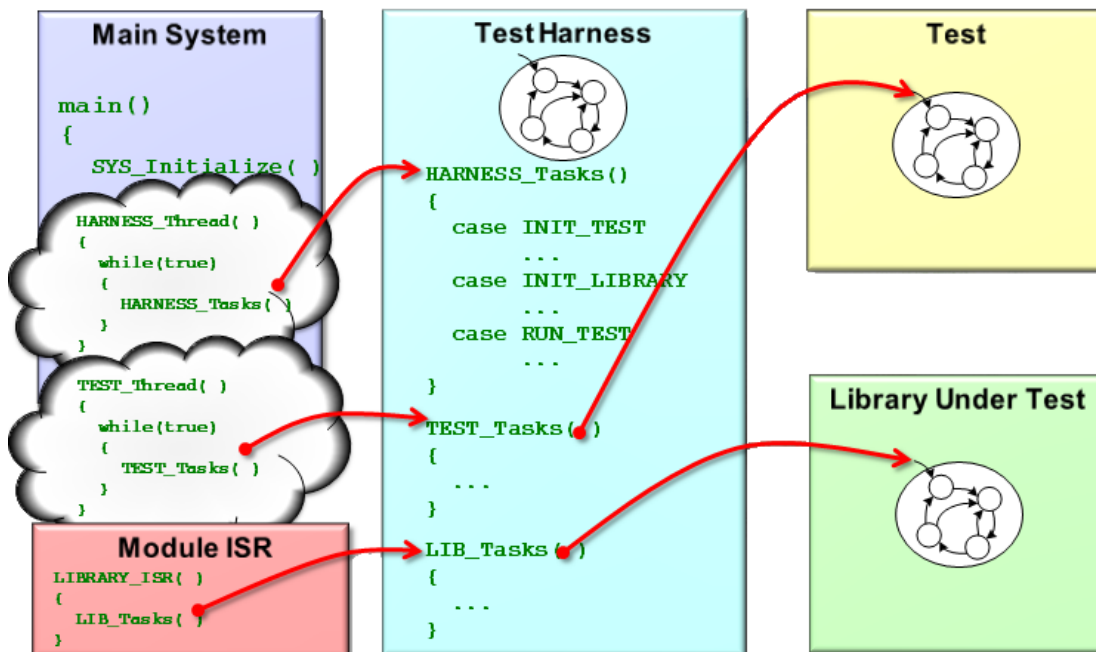 Main System
main()
{
SYS_Initialize( )
HARNESS_Thread( )
{
while(true)
{
HARNESS_Tasks( )
}
}
TEST_Thread( )
{
while(true)
{
TEST_Tasks( )
}
}
Module ISR
LIBRARY_ISR( )
{
LIB_Tasks( )
}
Test Harness
HARNESS_Tasks()
{
case INIT_TEST
...
case INIT_LIBRARY
...
case RUN_TEST
...
}
TEST_Tasks( )
{
...
}
LIB_Tasks( )
{
...
}
Test
Library Under Test